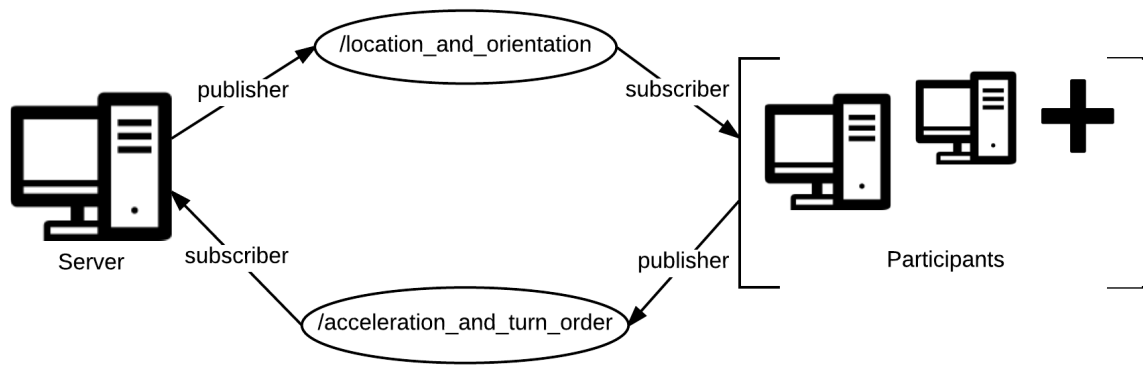 /location_and_orientation
publisher
subscriber
Server
subscriber
publisher
Participants
/acceleration_and_turn_order